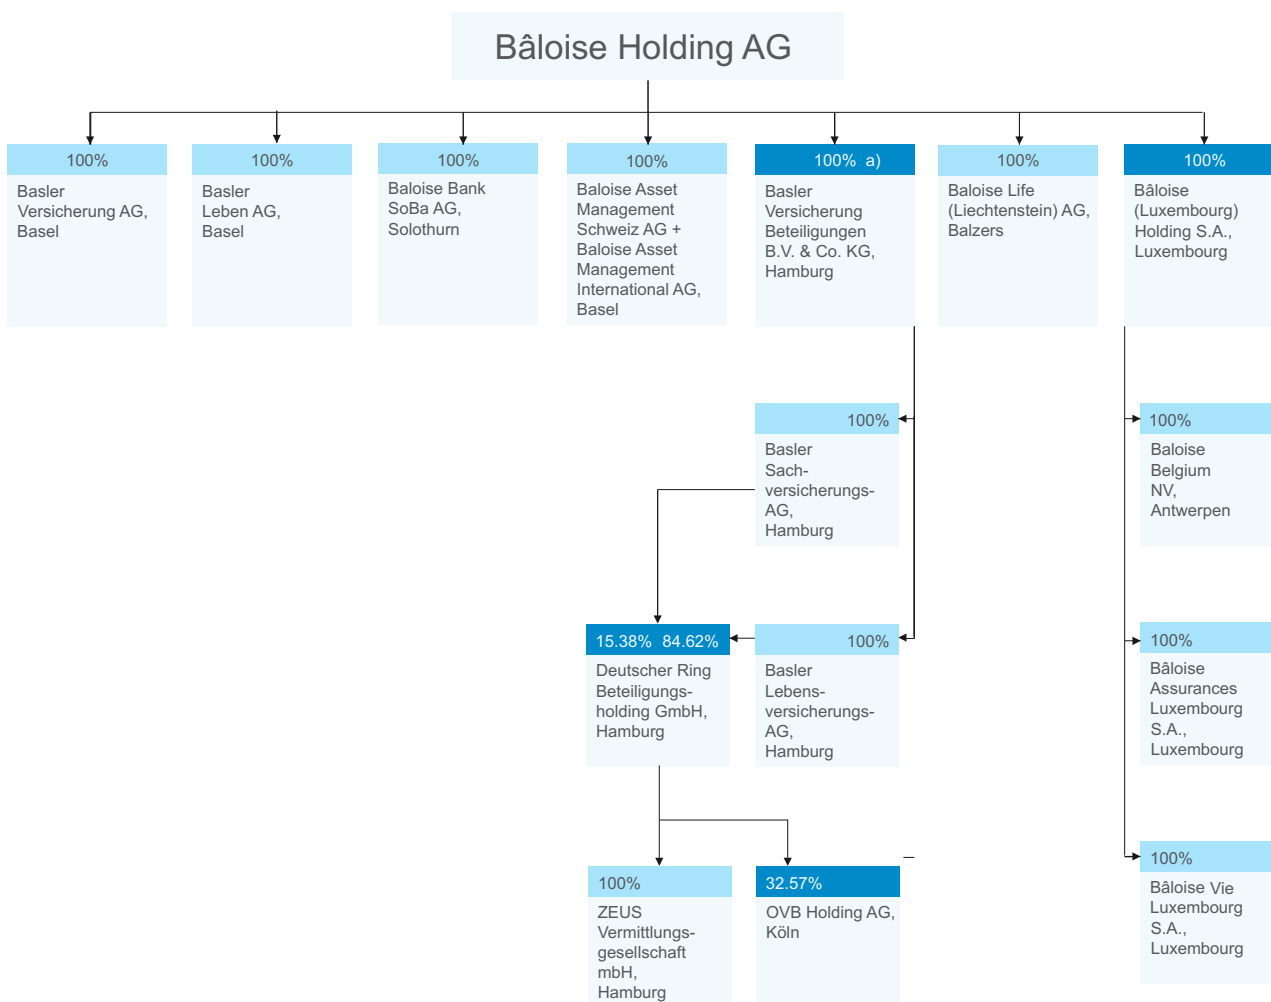 Bâloise Holding AG
100%
Basler
Versicherung AG,
Basel
100%
Basler
Leben AG,
Basel
100%
Baloise Bank
SoBa AG,
Solothurn
100%
Baloise Asset
Management
Schweiz AG +
Baloise Asset
Management
International AG,
Basel
100% a)
Basler
Versicherung
Beteiligungen
B.V. & Co. KG,
Hamburg
100%
Baloise Life
(Liechtenstein) AG,
Balzers
100%
Bâloise
(Luxembourg)
Holding S.A.,
Luxembourg
100%
Basler
Sach-
versicherungs-
AG,
Hamburg
100%
Baloise
Belgium
NV,
Antwerpen
15.38% 84.62%
Deutscher Ring
Beteiligungs-
holding GmbH,
Hamburg
100%
Basler
Lebens-
versicherungs-
AG,
Hamburg
100%
Bâloise
Assurances
Luxembourg
S.A.,
Luxembourg
100%
ZEUS
Vermittlungs-
gesellschaft
mbH,
Hamburg
32.57%
OVB Holding AG,
Köln
100%
Bâloise Vie
Luxembourg
S.A.,
Luxembourg